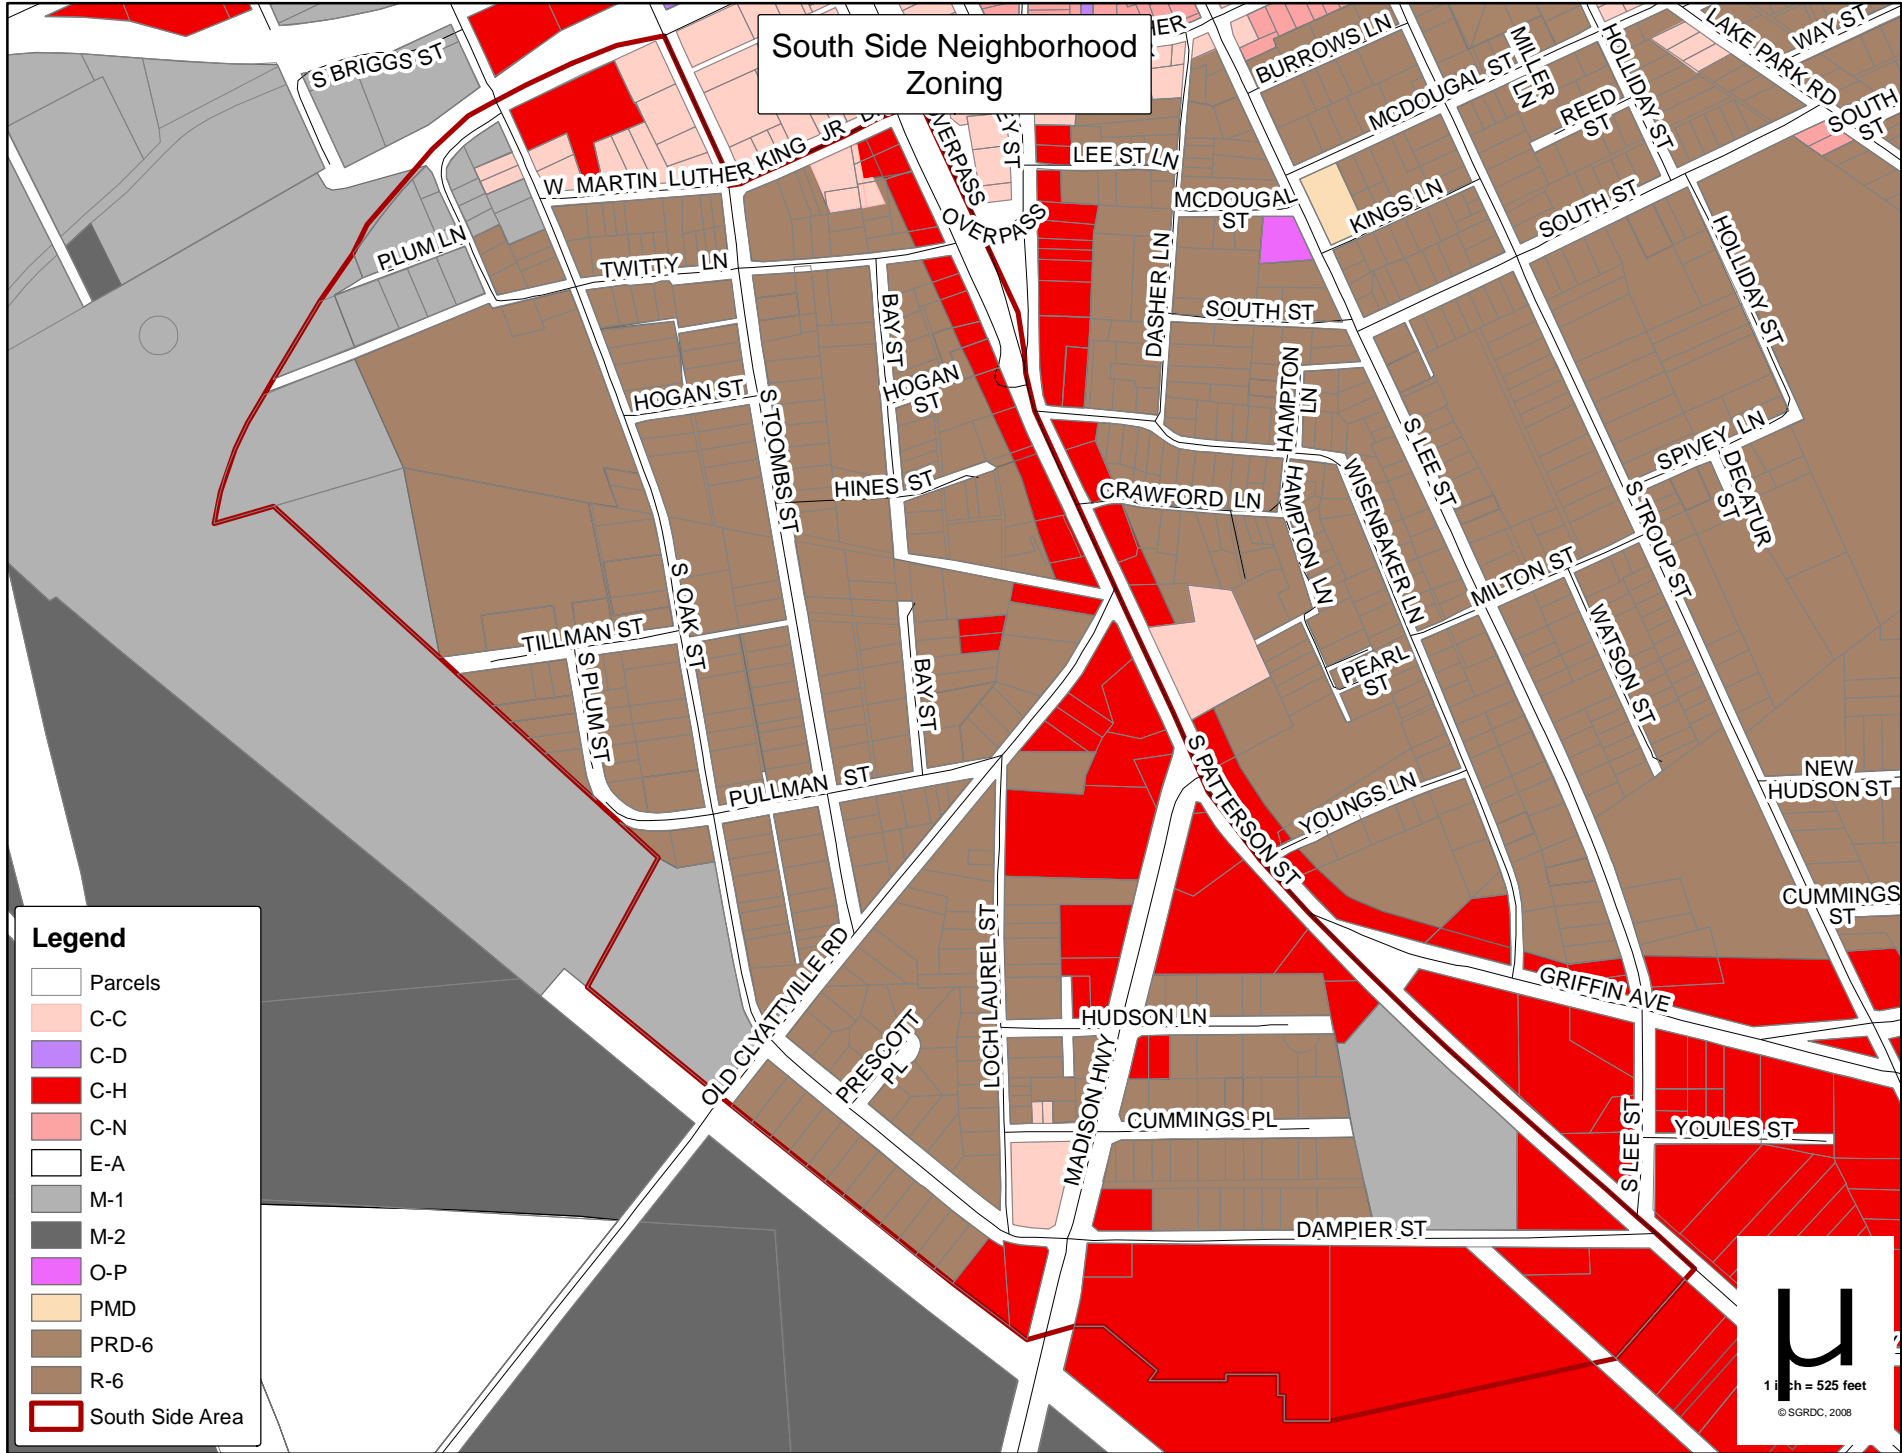 South Side Neighborhood
Zoning
S BRIGGS ST
BURROWS LN
MCDOUGAL ST
MILLER
LN
HOLLIDAY ST
LAKE PARK RD
WAY ST
REED
ST
SOUTH
ST
W MARTIN LUTHER KING JR
OVERPASS
LEE ST LN
MCDOUGAL
ST
KINGS LN
SOUTH ST
HOLLIDAY ST
PLUM LN
TWITTY LN
OVERPASS
DASHER LN
SOUTH ST
BAY ST
HOGAN ST
HOGAN
ST
HAMPTON
LN
S TOOMBS ST
S LEE ST
SPIVEY LN
DECATUR
ST
HINES ST
CRAWFORD LN
HAMPTON LN
WISENBAKER LN
S TROUP ST
MILTON ST
S OAK ST
TILLMAN ST
S PLUM ST
BAY ST
WATSON ST
PEARL
ST
S PATTERSON ST
PULLMAN ST
YOUNGS LN
NEW
HUDSON ST
CUMMINGS
ST
OLD CLYATTVILLE RD
LOCH LAUREL ST
GRIFFIN AVE
HUDSON LN
PRESCOTT
PL
MADISON HWY
CUMMINGS PL
S LEE ST
YOULES ST
DAMPIER ST
Legend
Parcels
C-C
C-D
C-H
C-N
E-A
M-1
M-2
O-P
PMD
PRD-6
R-6
South Side Area
µ
1 inch = 525 feet
© SGRDC, 2008